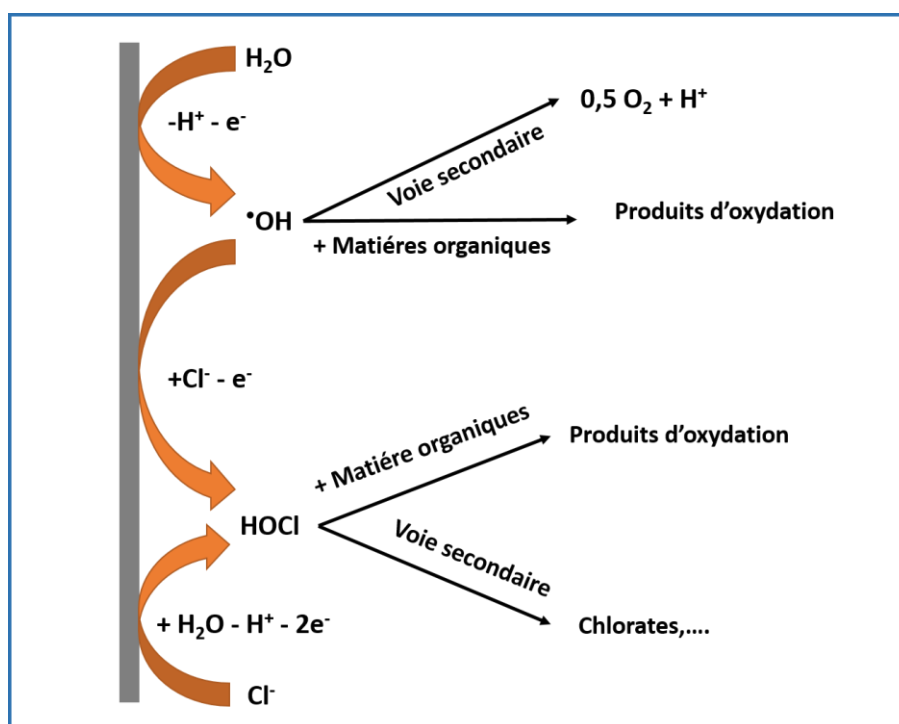 H₂O
-H⁺ - e⁻
0,5 O₂ + H⁺
Voie secondaire
•OH
Produits d'oxydation
+ Matiéres organiques
+Cl⁻ - e⁻
+ Matiére organiques
Produits d'oxydation
HOCl
Voie secondaire
+ H₂O - H⁺ - 2e⁻
Chlorates,....
Cl⁻